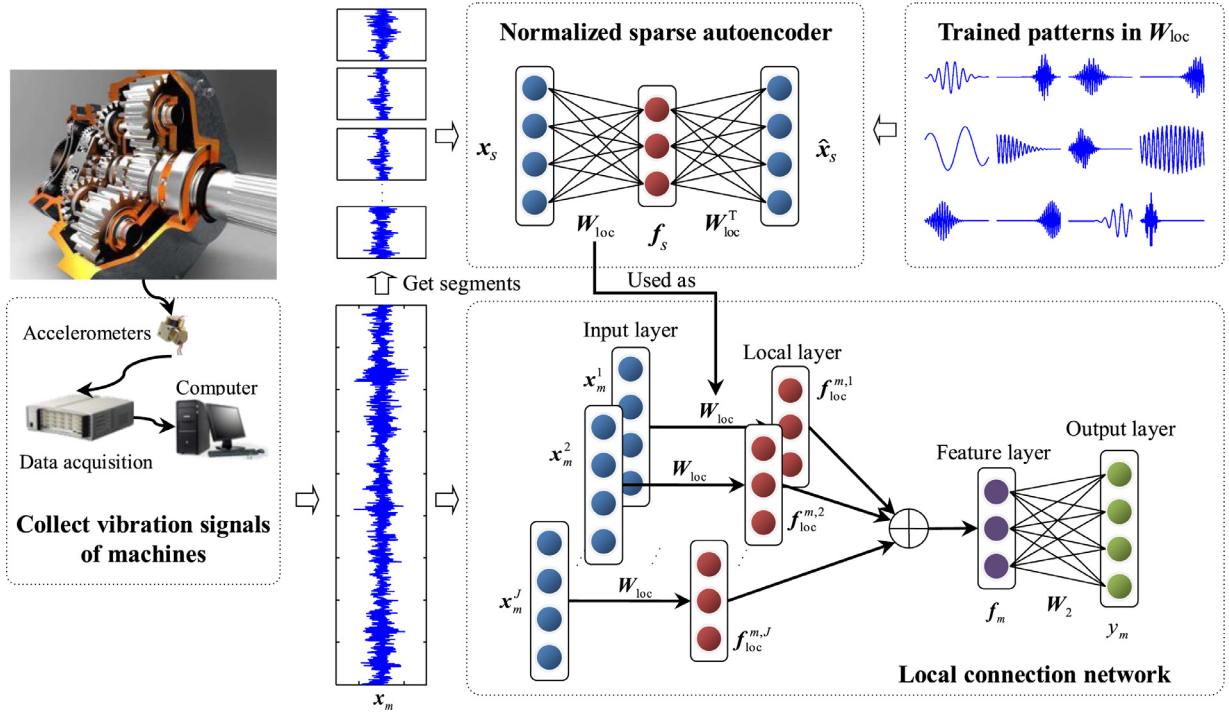 Normalized sparse autoencoder
x_s
W_loc
f_s
W_loc^T
x̂_s
Trained patterns in W_loc
Get segments
Used as
Accelerometers
Computer
Data acquisition
Collect vibration signals
of machines
x_m
Input layer
Local layer
x_m^1
W_loc
f_loc^{m,1}
x_m^2
W_loc
f_loc^{m,2}
x_m^J
W_loc
f_loc^{m,J}
Feature layer
Output layer
f_m
W_2
y_m
Local connection network